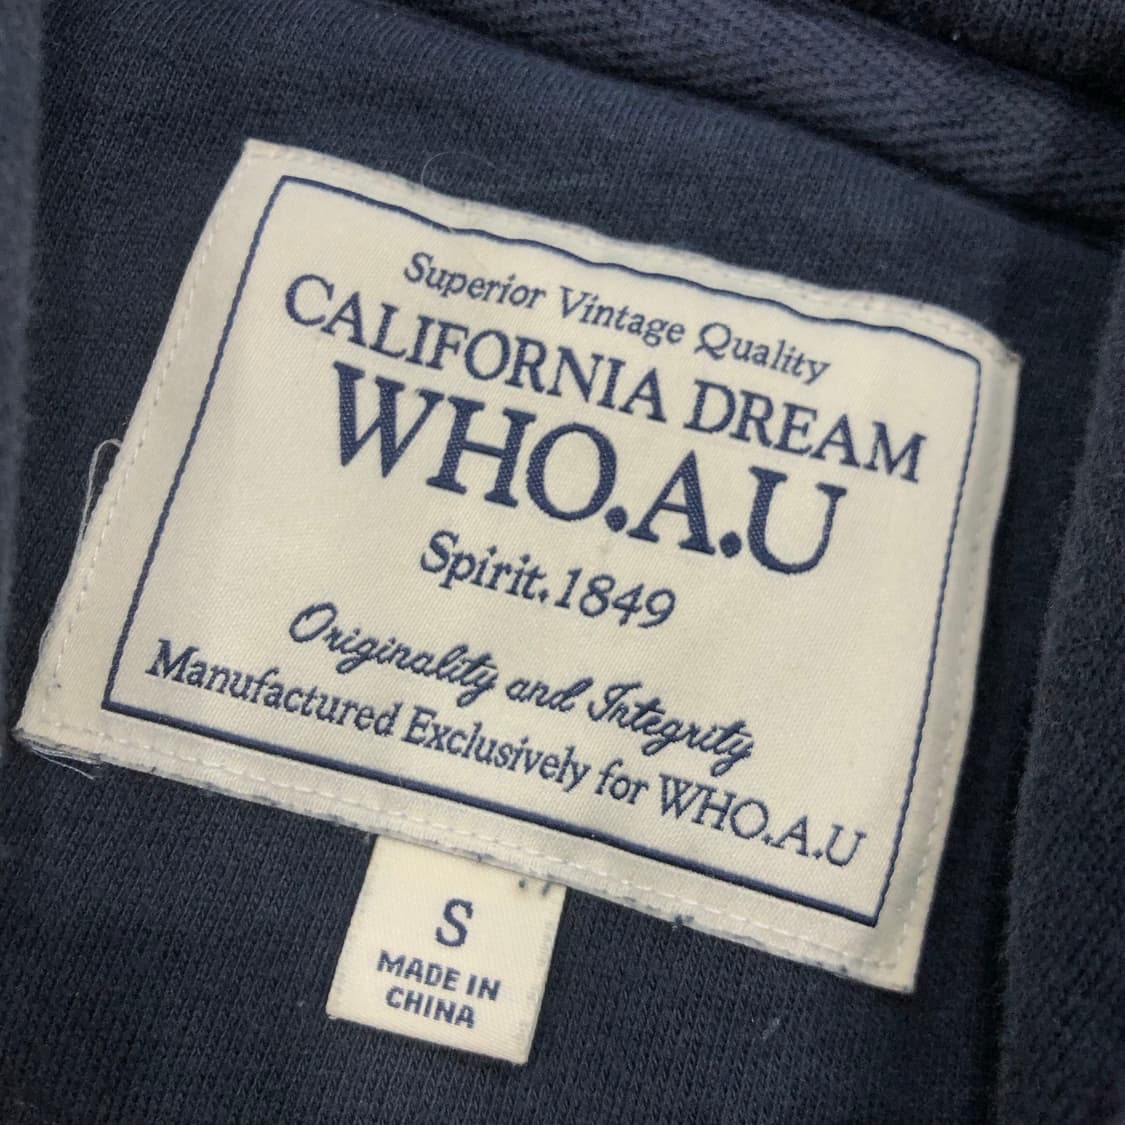 Superior Vintage Quality
CALIFORNIA DREAM
WHO.A.U
Spirit.1849
Originality and Integrity
Manufactured Exclusively for WHO.A.U
S
MADE IN
CHINA